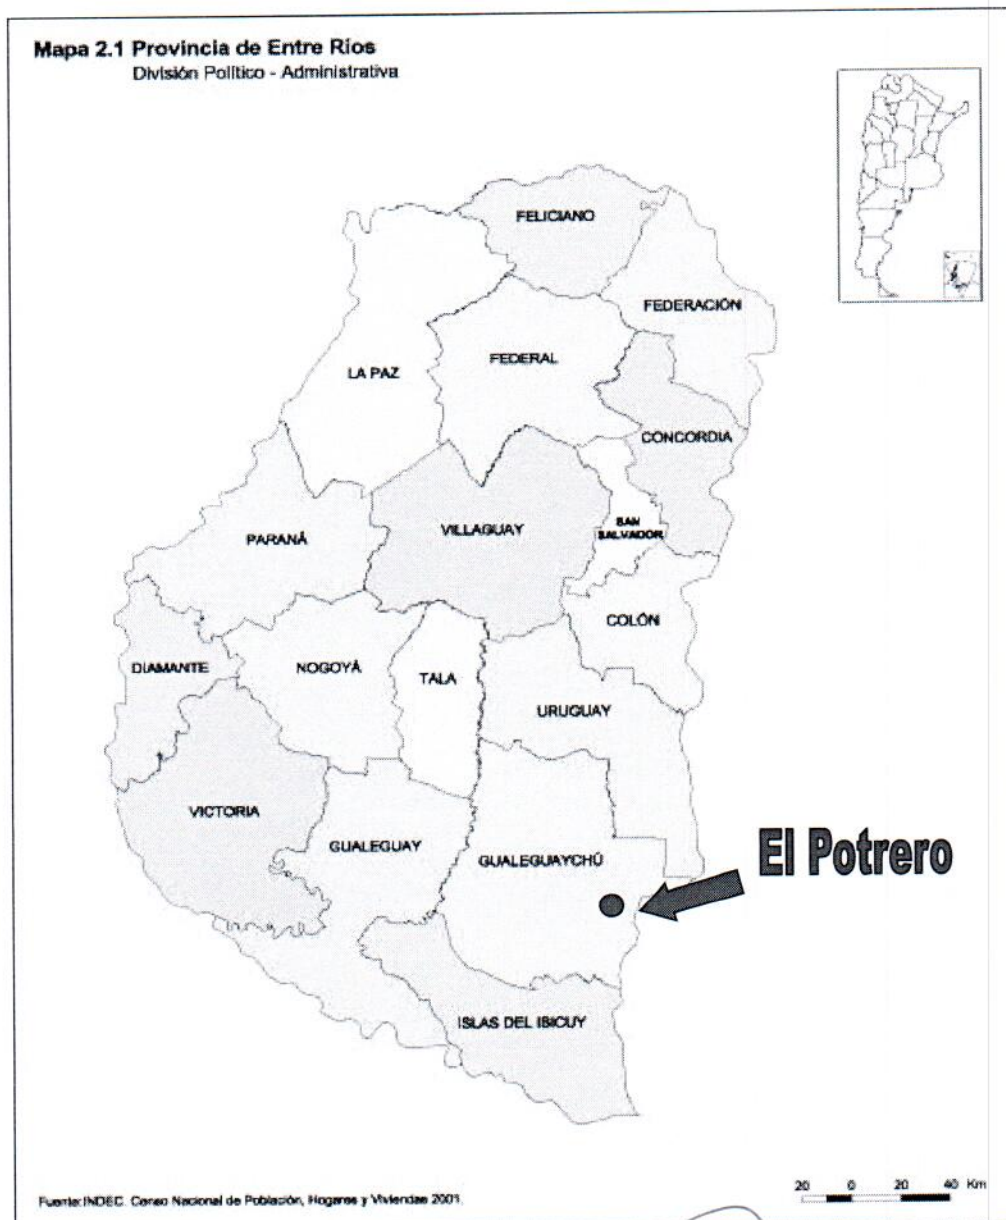 Mapa 2.1 Provincia de Entre Ríos
División Político - Administrativa
FELICIANO
FEDERACIÓN
FEDERAL
LA PAZ
CONCORDIA
VILLAGUAY
SAN
SALVADOR
PARANÁ
COLÓN
DIAMANTE
NOGOYÁ
TALA
URUGUAY
VICTORIA
GUALEGUAY
GUALEGUAYCHÚ
El Potrero
ISLAS DEL IBICUY
Fuente: INDEC. Censo Nacional de Población, Hogares y Viviendas 2001.
20 0 20 40 Km